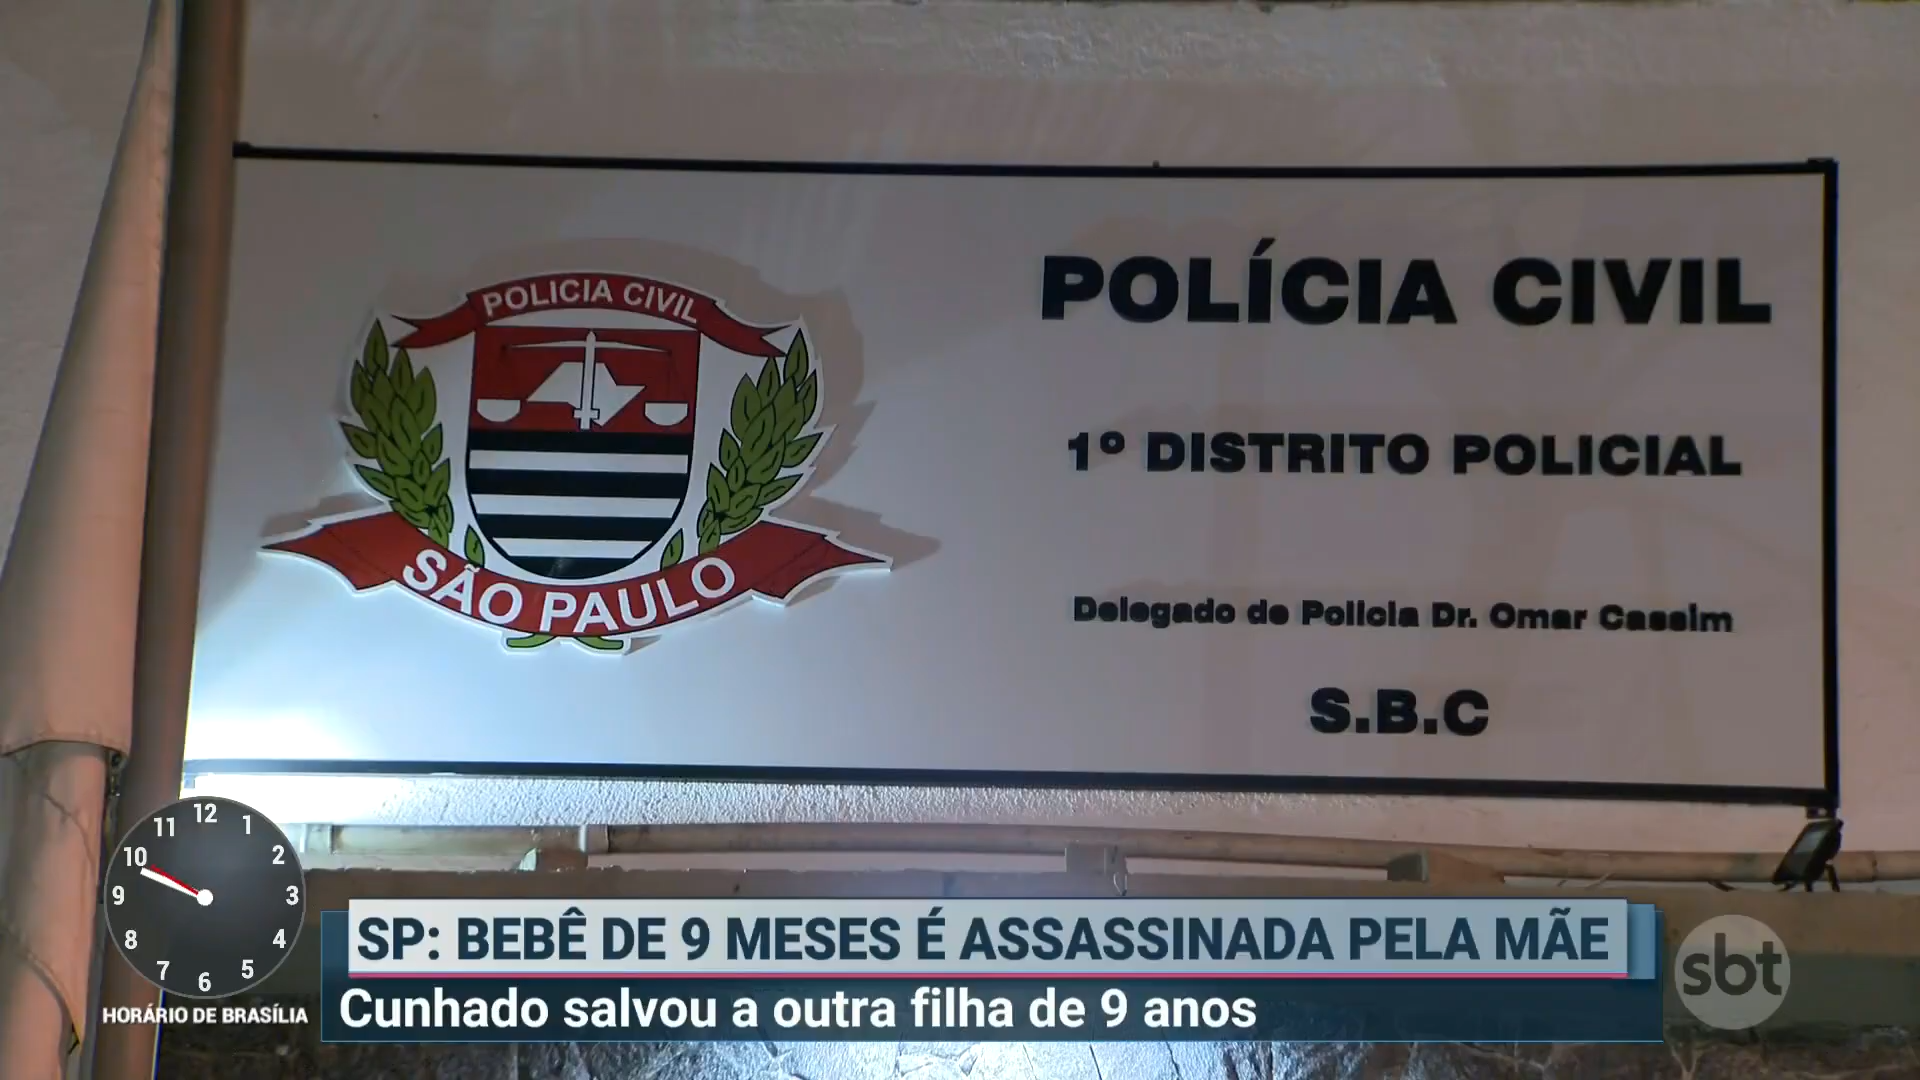 POLICIA CIVIL
SÃO PAULO
POLÍCIA CIVIL
1º DISTRITO POLICIAL
Delegado de Policia Dr. Omar Cassim
S.B.C
12
11 1
10 2
9 3
8 4
7 5
6
HORÁRIO DE BRASÍLIA
SP: BEBÊ DE 9 MESES É ASSASSINADA PELA MÃE
Cunhado salvou a outra filha de 9 anos
sbt